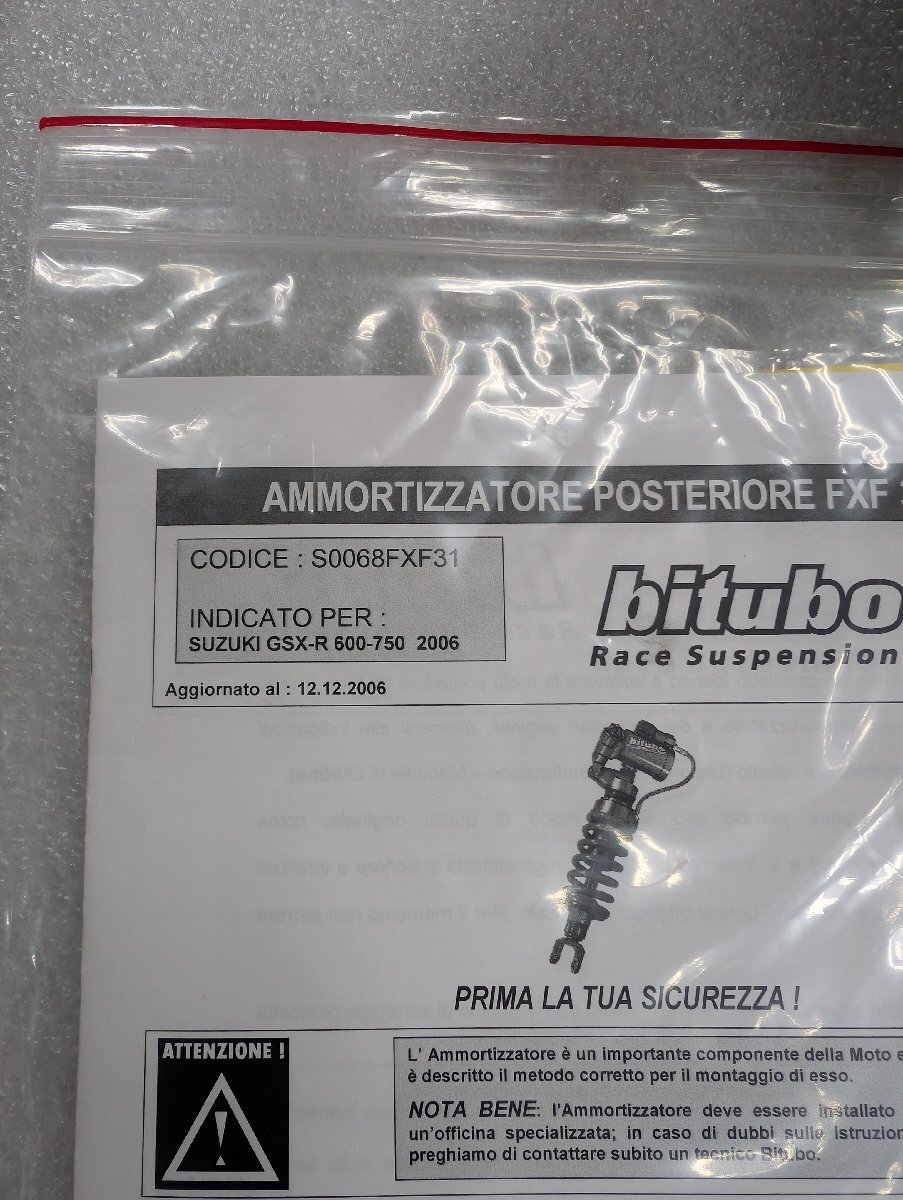 AMMORTIZZATORE POSTERIORE FXF
CODICE : S0068FXF31
INDICATO PER :
SUZUKI GSX-R 600-750 2006
Aggiornato al : 12.12.2006
bitubo
Race Suspension
PRIMA LA TUA SICUREZZA !
ATTENZIONE !
L' Ammortizzatore è un importante componente della Moto e
è descritto il metodo corretto per il montaggio di esso.
NOTA BENE: l'Ammortizzatore deve essere installato
un'officina specializzata; in caso di dubbi sulle istruzion
preghiamo di contattare subito un tecnico Bitubo.